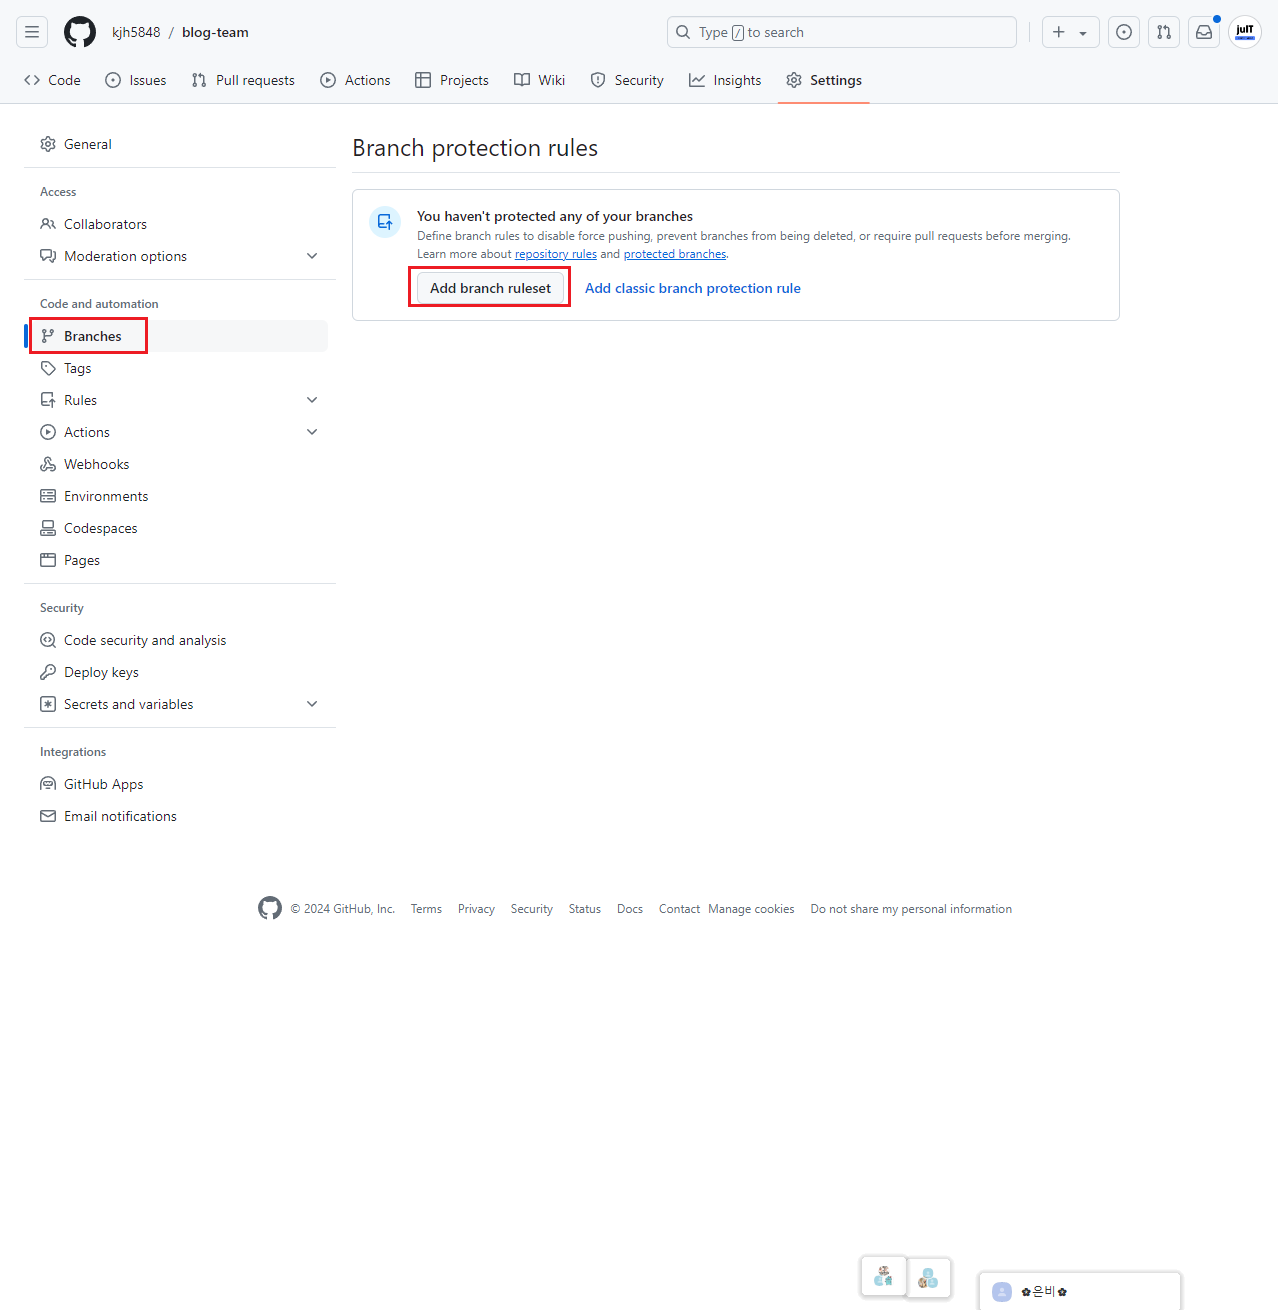 kjh5848 / blog-team
Type / to search
juIT
Code Issues Pull requests Actions Projects Wiki Security Insights Settings
General
Access
Collaborators
Moderation options
Code and automation
Branches
Tags
Rules
Actions
Webhooks
Environments
Codespaces
Pages
Security
Code security and analysis
Deploy keys
Secrets and variables
Integrations
GitHub Apps
Email notifications
Branch protection rules
You haven't protected any of your branches
Define branch rules to disable force pushing, prevent branches from being deleted, or require pull requests before merging.
Learn more about repository rules and protected branches.
Add branch ruleset Add classic branch protection rule
© 2024 GitHub, Inc. Terms Privacy Security Status Docs Contact Manage cookies Do not share my personal information
✿은비✿